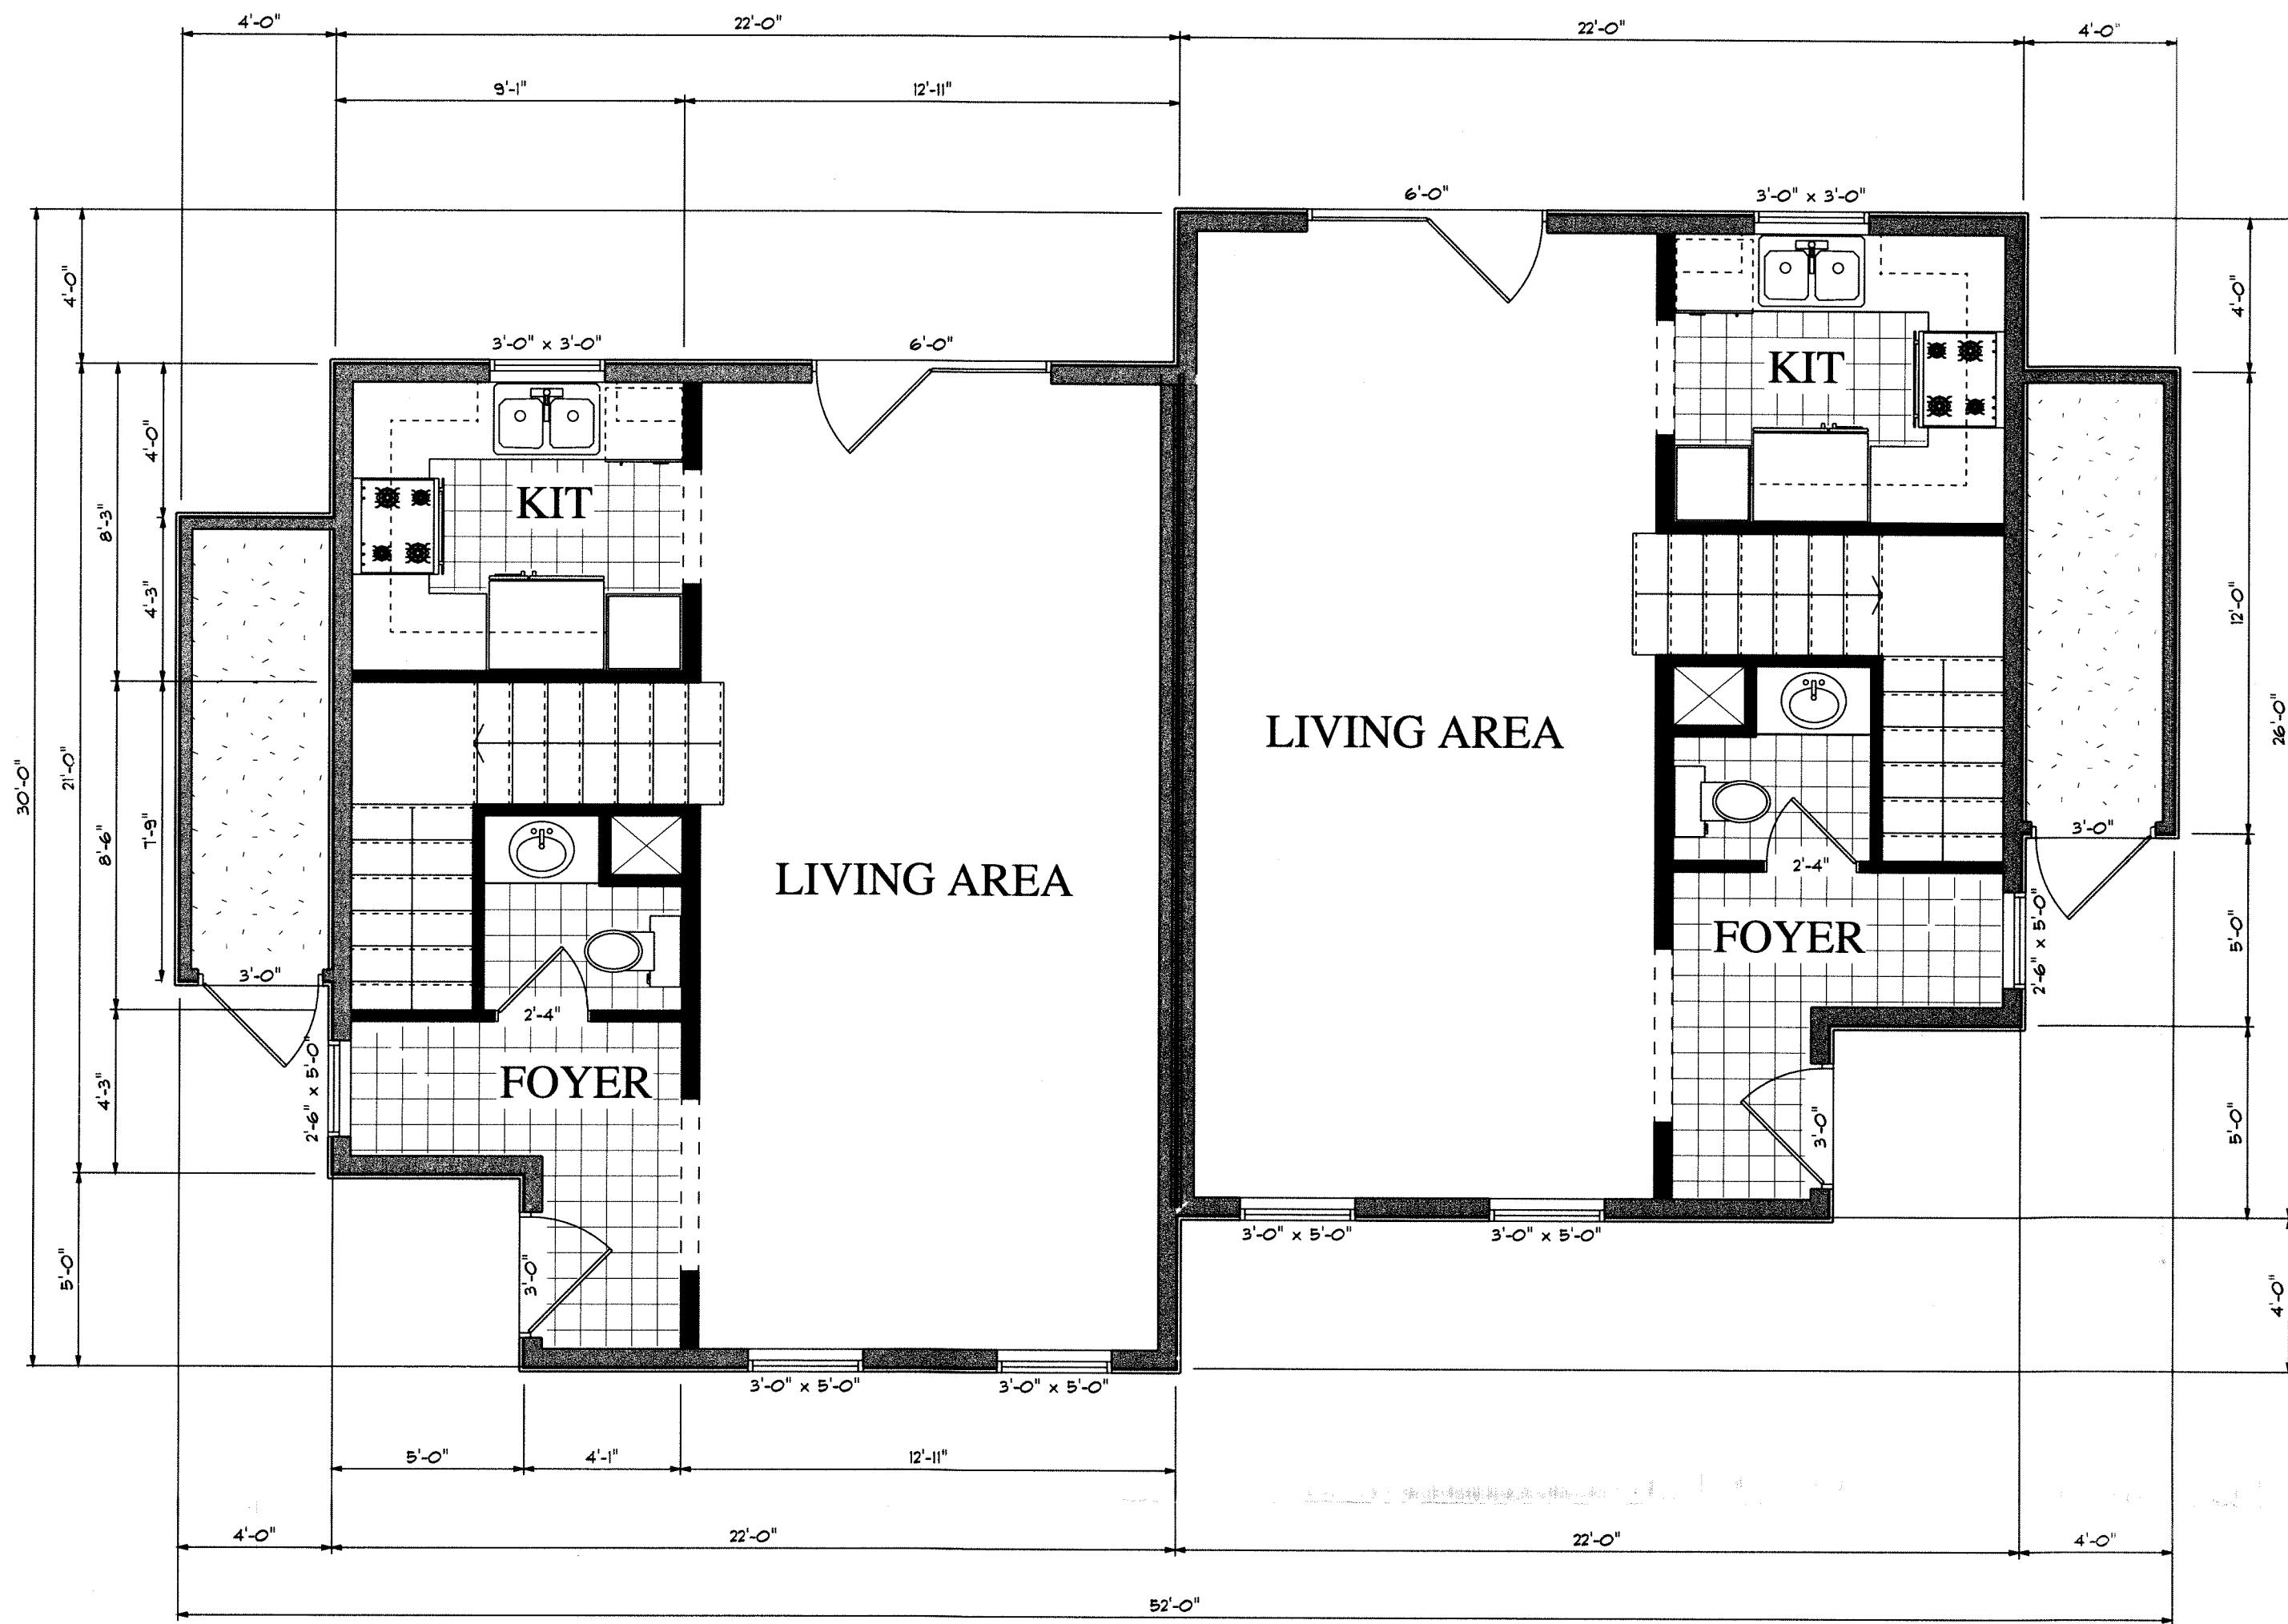 4'-0" 22'-0" 22'-0" 4'-0"
9'-1" 12'-11"
6'-0" 3'-0" x 3'-0"
4'-0" 4'-0"
3'-0" x 3'-0" 6'-0"
KIT
4'-0"
KIT
8'-3"
4'-3" 12'-0"
LIVING AREA
26'-0"
21'-0"
30'-0"
8'-6" 7'-9"
3'-0"
2'-4"
LIVING AREA
FOYER
2'-6" x 5'-0"
5'-0"
3'-0"
2'-4"
FOYER
2'-6" x 5'-0"
4'-3"
3'-0"
5'-0"
3'-0" x 5'-0" 3'-0" x 5'-0"
5'-0"
3'-0"
4'-0"
3'-0" x 5'-0" 3'-0" x 5'-0"
5'-0" 4'-1" 12'-11"
4'-0" 22'-0" 22'-0" 4'-0"
52'-0"